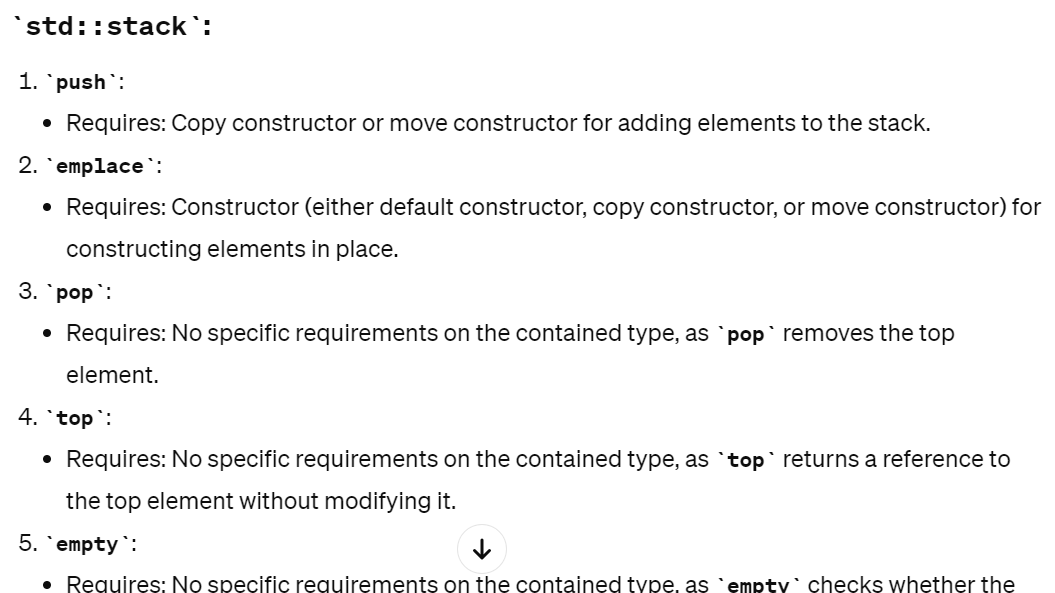 `std::stack`:
1. `push`:
• Requires: Copy constructor or move constructor for adding elements to the stack.
2. `emplace`:
• Requires: Constructor (either default constructor, copy constructor, or move constructor) for
constructing elements in place.
3. `pop`:
• Requires: No specific requirements on the contained type, as `pop` removes the top
element.
4. `top`:
• Requires: No specific requirements on the contained type, as `top` returns a reference to
the top element without modifying it.
5. `empty`:
• Requires: No specific requirements on the contained type, as `empty` checks whether the